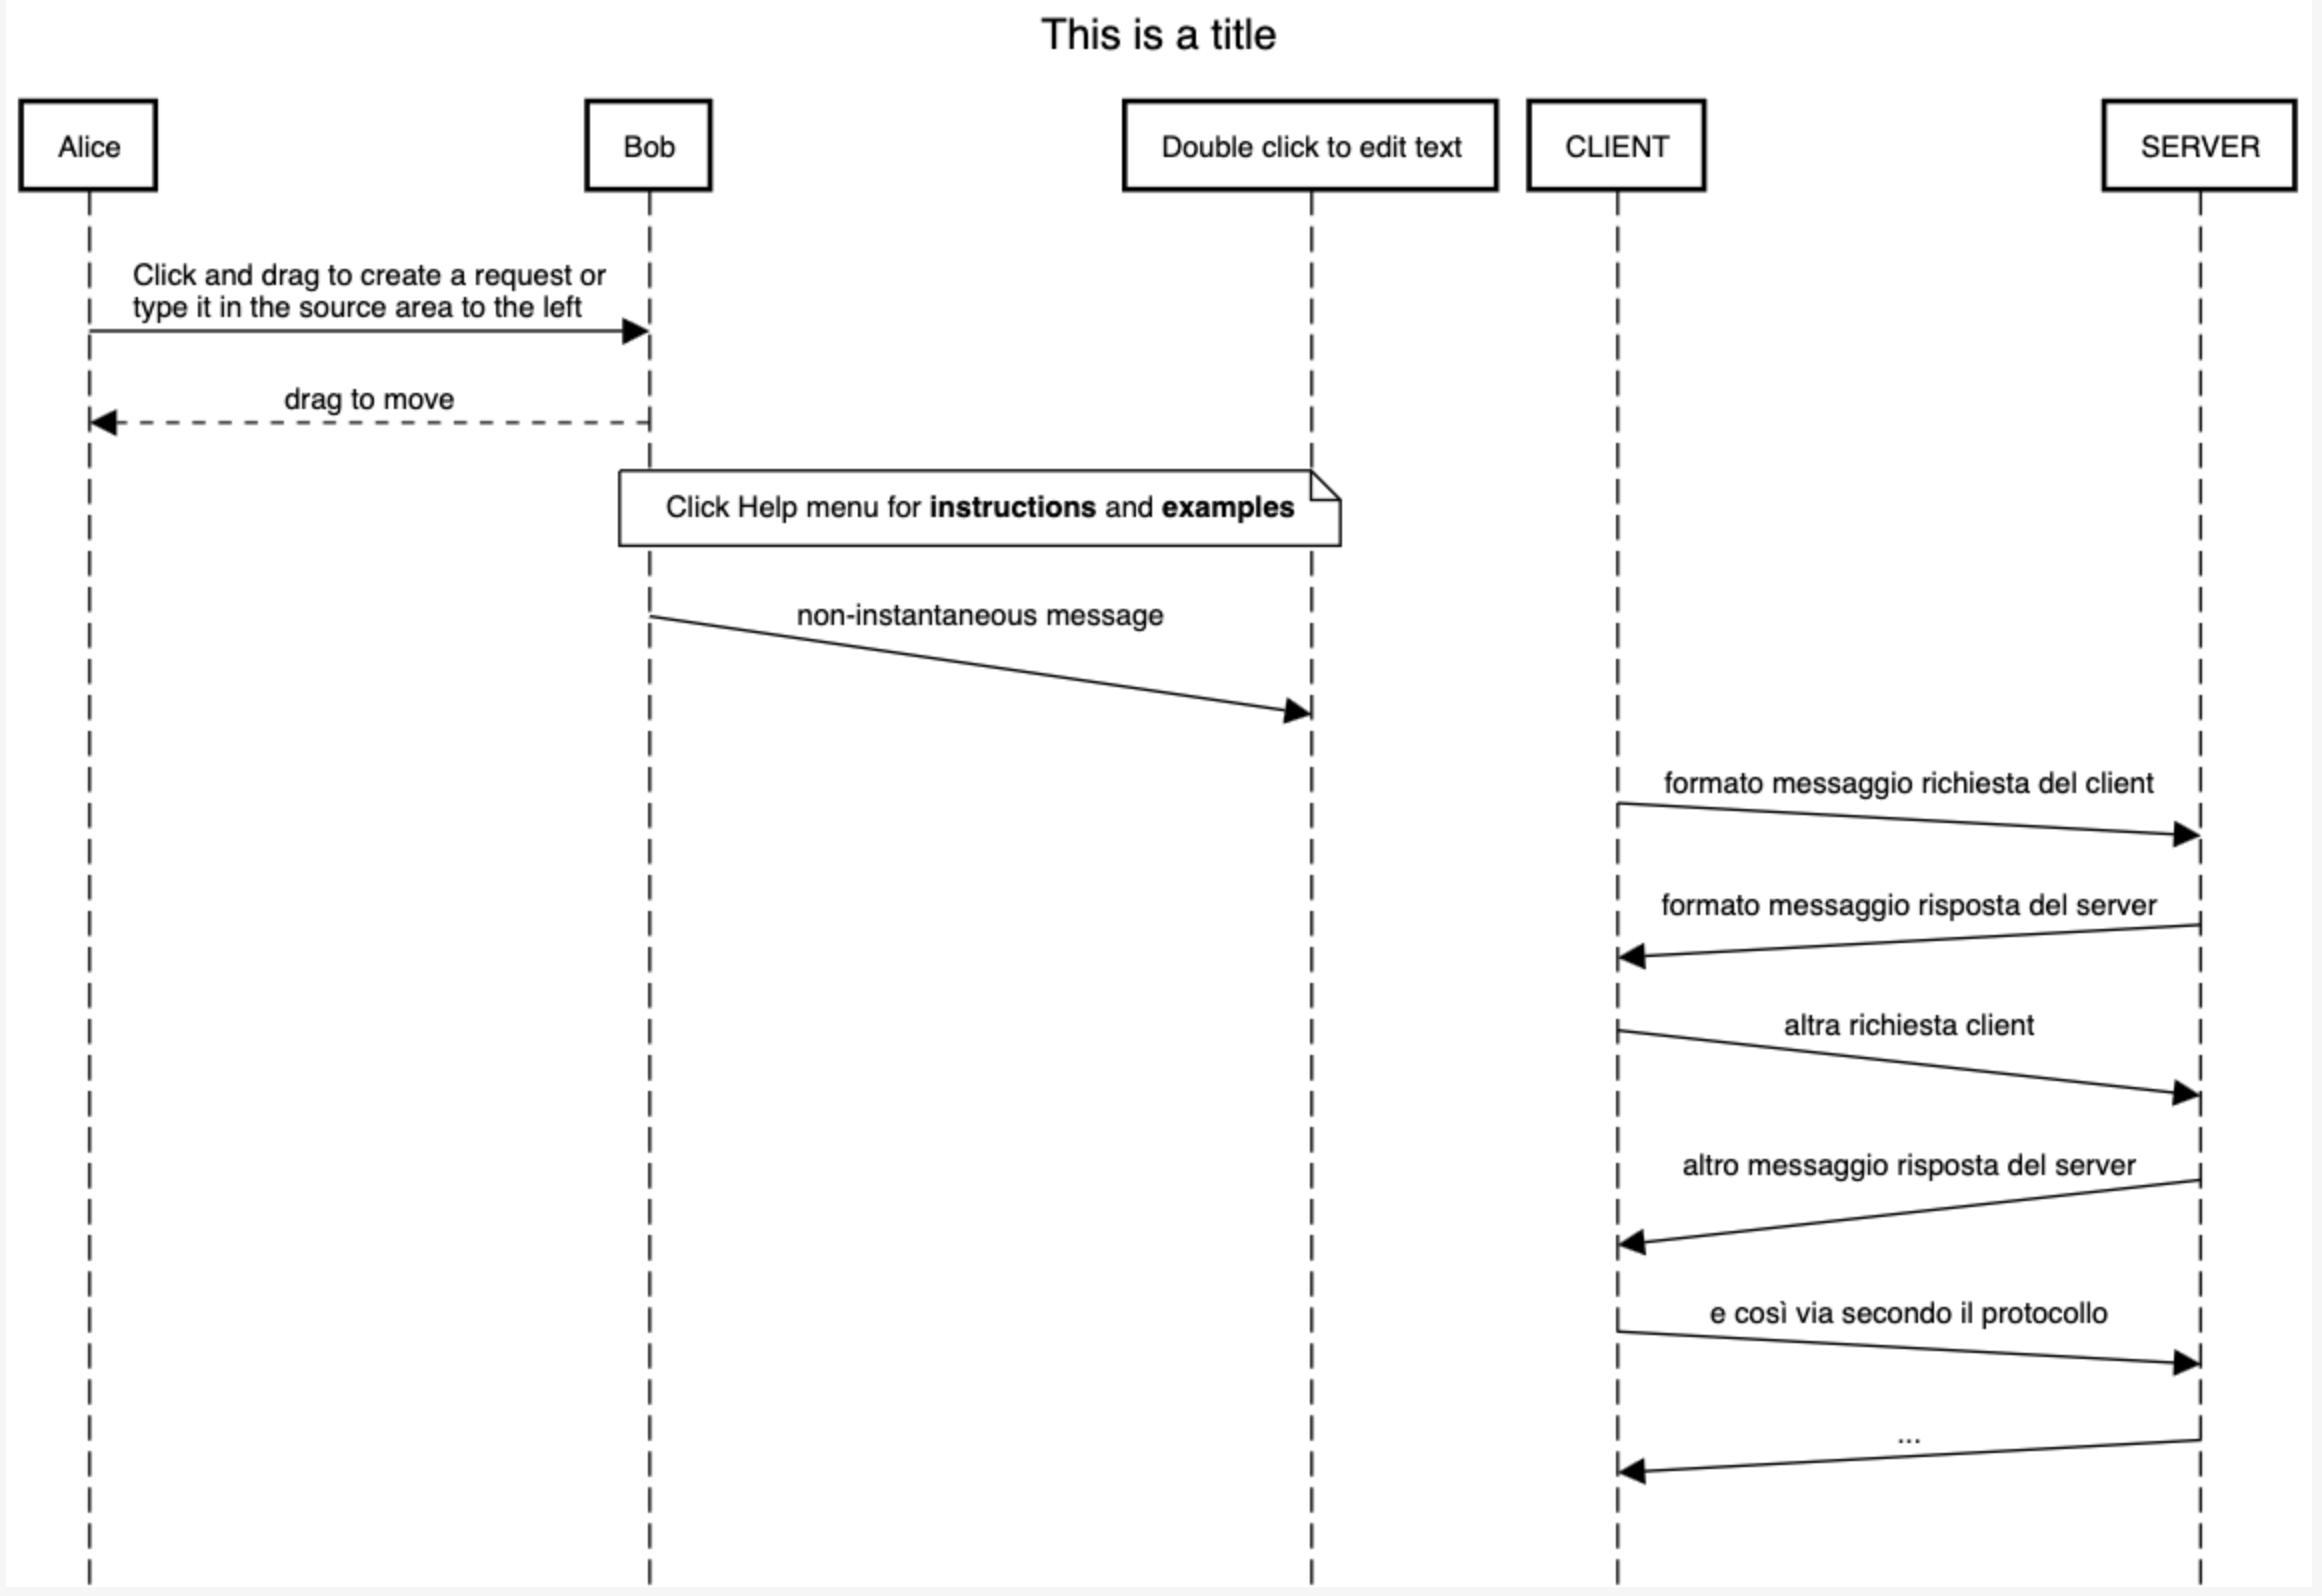 This is a title
Alice
Bob
Double click to edit text
CLIENT
SERVER
Click and drag to create a request or
type it in the source area to the left
drag to move
Click Help menu for instructions and examples
non-instantaneous message
formato messaggio richiesta del client
formato messaggio risposta del server
altra richiesta client
altro messaggio risposta del server
e così via secondo il protocollo
...